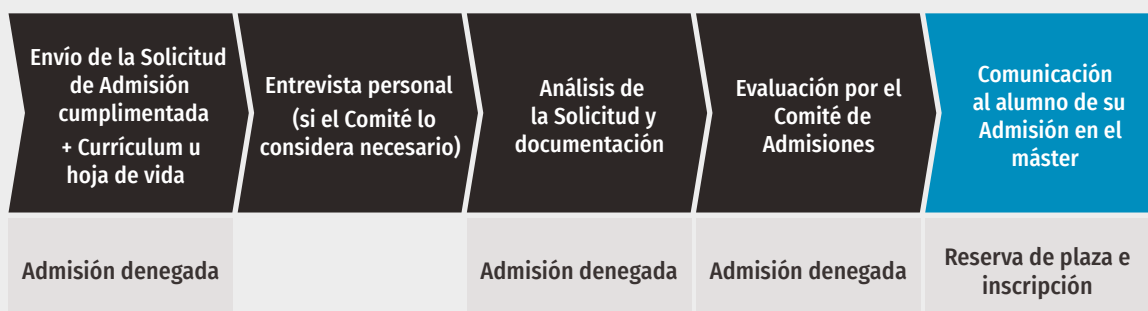 Envío de la Solicitud
de Admisión
cumplimentada
+ Currículum u
hoja de vida
Entrevista personal
(si el Comité lo
considera necesario)
Análisis de
la Solicitud y
documentación
Evaluación por el
Comité de
Admisiones
Comunicación
al alumno de su
Admisión en el
máster
Admisión denegada
Admisión denegada
Admisión denegada
Reserva de plaza e
inscripción